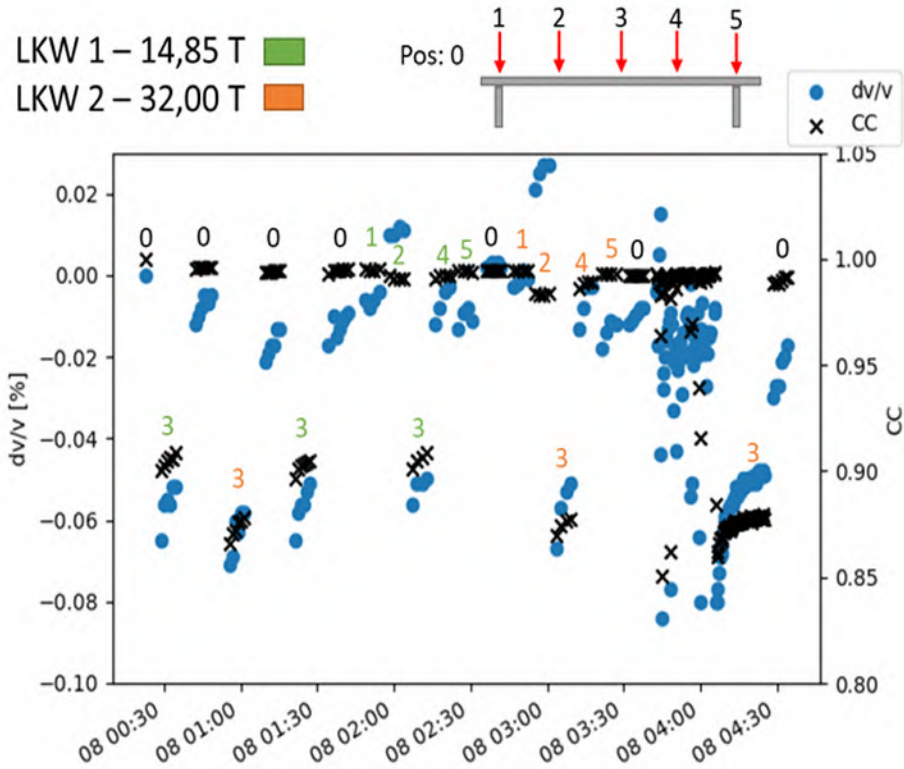 LKW 1 – 14,85 T
LKW 2 – 32,00 T
Pos: 0
1 2 3 4 5
dv/v
CC
0 0 0 0 1 2 4 5 0 1 2 4 5 0 0
3 3 3 3 3 3
dv/v [%]
0.02
0.00
−0.02
−0.04
−0.06
−0.08
−0.10
CC
1.05
1.00
0.95
0.90
0.85
0.80
08 00:30
08 01:00
08 01:30
08 02:00
08 02:30
08 03:00
08 03:30
08 04:00
08 04:30